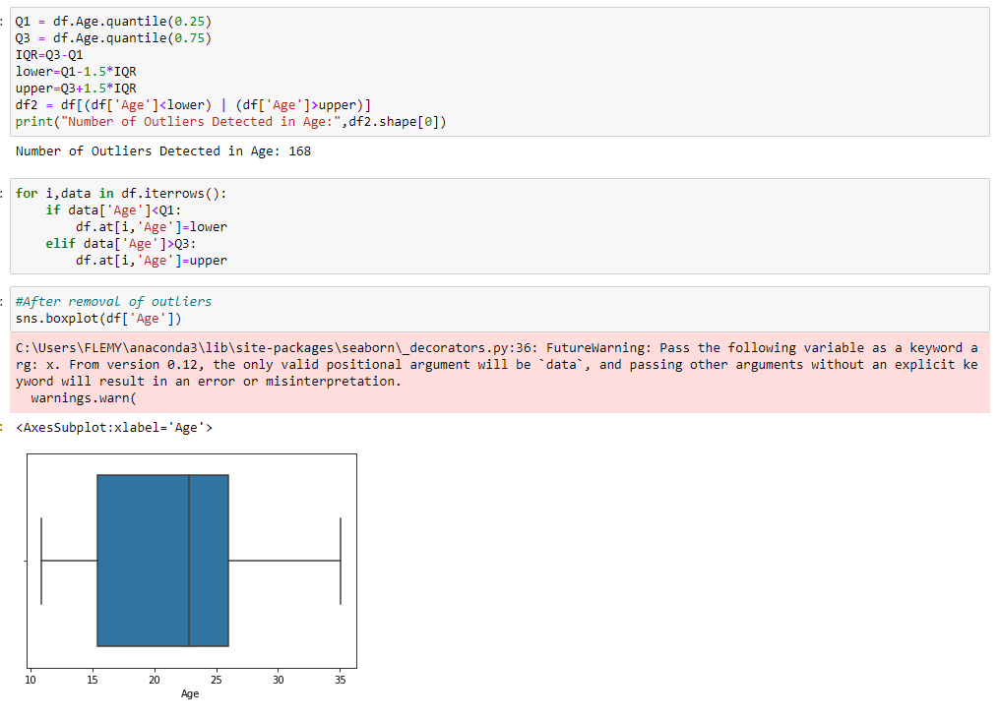 Q1 = df.Age.quantile(0.25)
Q3 = df.Age.quantile(0.75)
IQR=Q3-Q1
lower=Q1-1.5*IQR
upper=Q3+1.5*IQR
df2 = df[(df['Age']<lower) | (df['Age']>upper)]
print("Number of Outliers Detected in Age:",df2.shape[0])
Number of Outliers Detected in Age: 168
for i,data in df.iterrows():
    if data['Age']<Q1:
        df.at[i,'Age']=lower
    elif data['Age']>Q3:
        df.at[i,'Age']=upper
#After removal of outliers
sns.boxplot(df['Age'])
C:\Users\FLEMY\anaconda3\lib\site-packages\seaborn\_decorators.py:36: FutureWarning: Pass the following variable as a keyword a
rg: x. From version 0.12, the only valid positional argument will be `data`, and passing other arguments without an explicit ke
yword will result in an error or misinterpretation.
  warnings.warn(
<AxesSubplot:xlabel='Age'>
10 15 20 25 30 35
Age